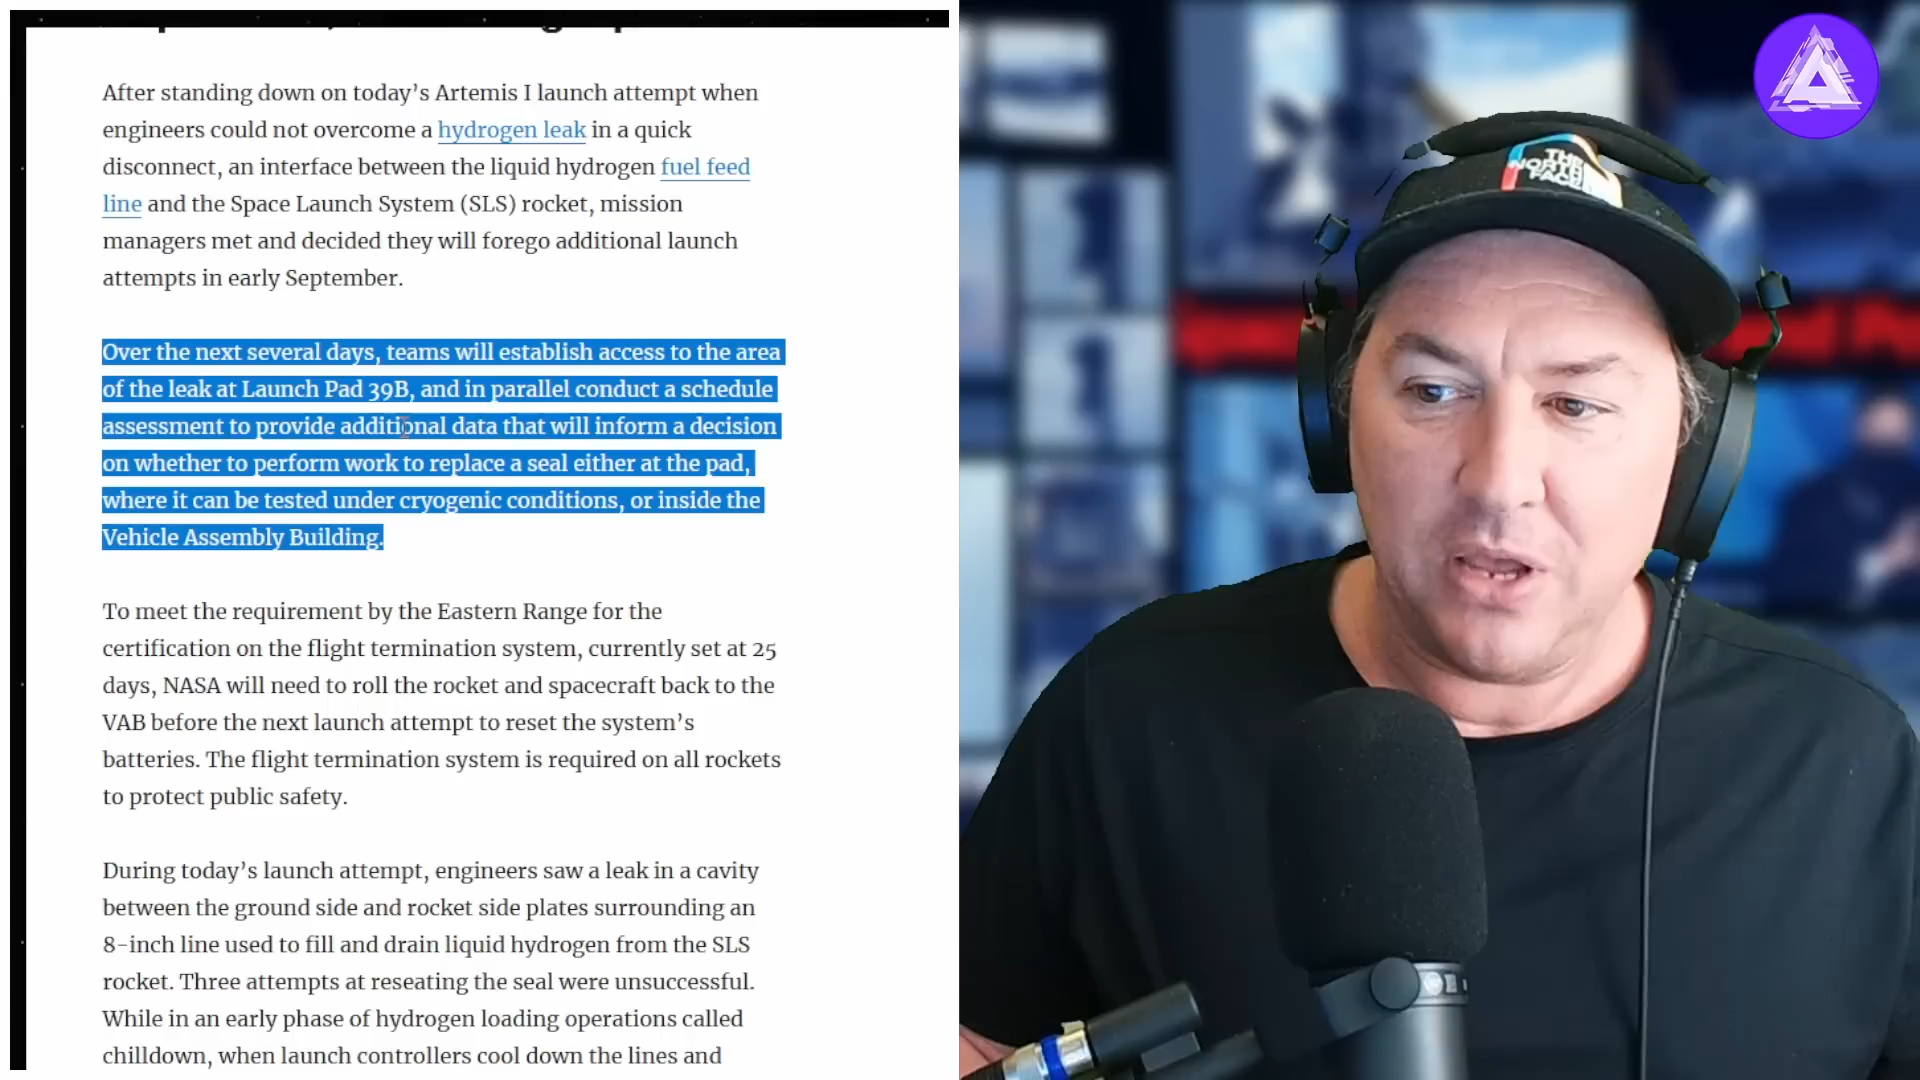 After standing down on today’s Artemis I launch attempt when
engineers could not overcome a hydrogen leak in a quick
disconnect, an interface between the liquid hydrogen fuel feed
line and the Space Launch System (SLS) rocket, mission
managers met and decided they will forego additional launch
attempts in early September.
Over the next several days, teams will establish access to the area
of the leak at Launch Pad 39B, and in parallel conduct a schedule
assessment to provide additional data that will inform a decision
on whether to perform work to replace a seal either at the pad,
where it can be tested under cryogenic conditions, or inside the
Vehicle Assembly Building.
To meet the requirement by the Eastern Range for the
certification on the flight termination system, currently set at 25
days, NASA will need to roll the rocket and spacecraft back to the
VAB before the next launch attempt to reset the system’s
batteries. The flight termination system is required on all rockets
to protect public safety.
During today’s launch attempt, engineers saw a leak in a cavity
between the ground side and rocket side plates surrounding an
8-inch line used to fill and drain liquid hydrogen from the SLS
rocket. Three attempts at reseating the seal were unsuccessful.
While in an early phase of hydrogen loading operations called
chilldown, when launch controllers cool down the lines and
THE
NORTH
FACE